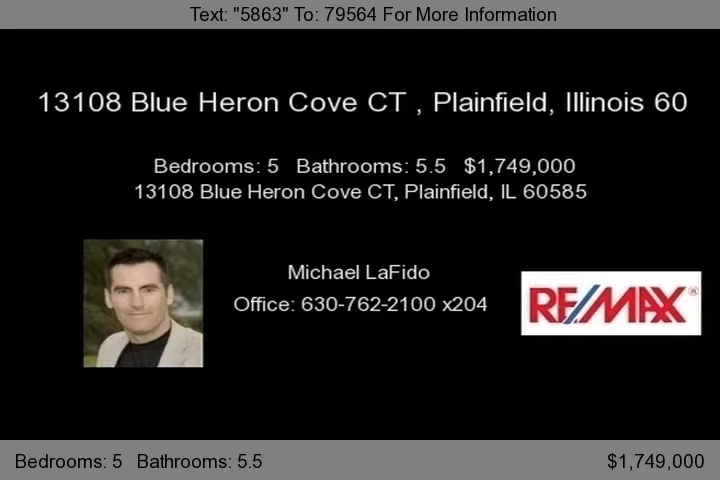 Text: "5863" To: 79564 For More Information
13108 Blue Heron Cove CT , Plainfield, Illinois 60
Bedrooms: 5 Bathrooms: 5.5 $1,749,000
13108 Blue Heron Cove CT, Plainfield, IL 60585
Michael LaFido
Office: 630-762-2100 x204
RE/MAX®
Bedrooms: 5 Bathrooms: 5.5 $1,749,000